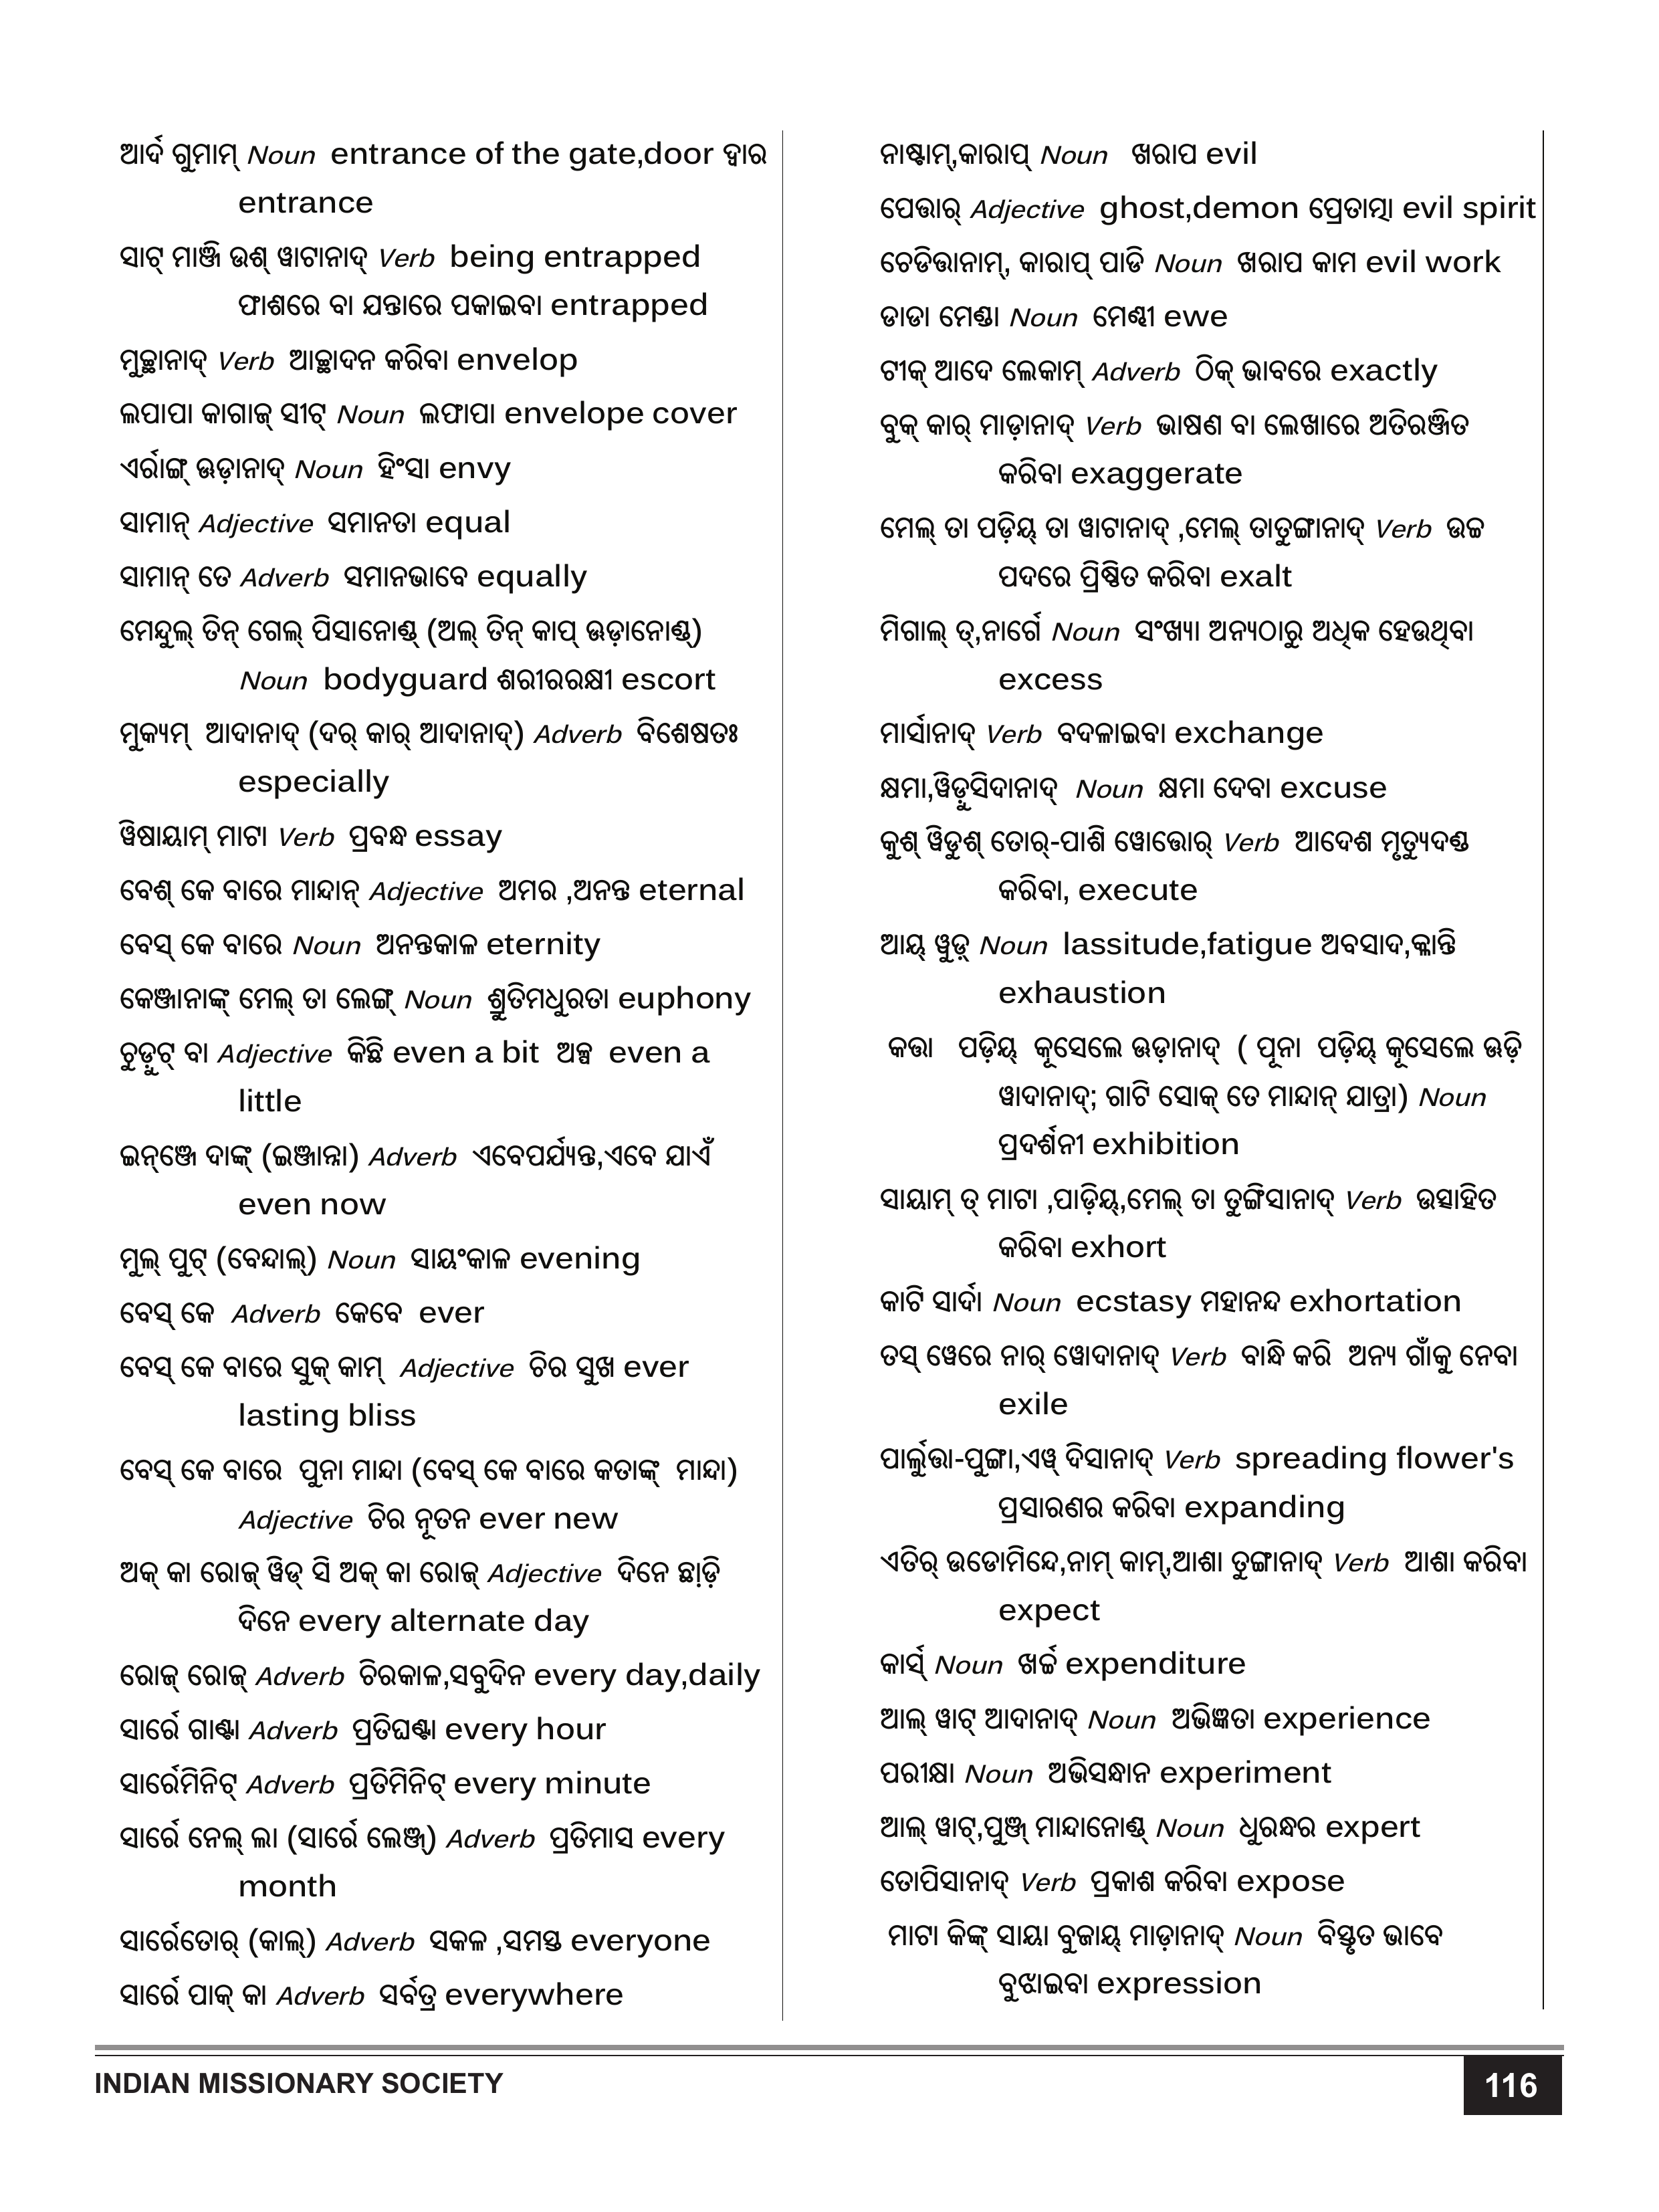 ଆର୍ଦ ଗୁମାମ୍ Noun entrance of the gate,door ଦ୍ୱାର
entrance
ସାଟ୍ ମାଞ୍ଜି ଉଶ୍ ୱାଟାନାଦ୍ Verb being entrapped
ଫାଶରେ ବା ଯନ୍ତାରେ ପକାଇବା entrapped
ମୁଚ୍ଛାନାଦ୍ Verb ଆଚ୍ଛାଦନ କରିବା envelop
ଲପାପା କାଗାଜ୍ ସୀଟ୍ Noun ଲଫାପା envelope cover
ଏର୍ରାଙ୍ଗ୍ ଊଡ଼ାନାଦ୍ Noun ହିଂସା envy
ସାମାନ୍ Adjective ସମାନତା equal
ସାମାନ୍ ତେ Adverb ସମାନଭାବେ equally
ମେନ୍ଦୁଲ୍ ତିନ୍ ଗେଲ୍ ପିସାନୋଣ୍ଡ୍ (ଅଲ୍ ତିନ୍ କାପ୍ ଊଡ଼ାନୋଣ୍ଡ୍)
Noun bodyguard ଶରୀରରକ୍ଷୀ escort
ମୁକ୍ୟମ୍ ଆଦାନାଦ୍ (ଦର୍ କାର୍ ଆଦାନାଦ୍) Adverb ବିଶେଷତଃ
especially
ୱିଷାୟାମ୍ ମାଟା Verb ପ୍ରବନ୍ଧ essay
ବେଶ୍ କେ ବାରେ ମାନ୍ଦାନ୍ Adjective ଅମର ,ଅନନ୍ତ eternal
ବେସ୍ କେ ବାରେ Noun ଅନନ୍ତକାଳ eternity
କେଞ୍ଜାନାଙ୍କ୍ ମେଲ୍ ତା ଲେଙ୍ଗ୍ Noun ଶ୍ରୁତିମଧୁରତା euphony
ଚୁଡ଼ୁଟ୍ ବା Adjective କିଛି even a bit ଅଳ୍ପ even a
little
ଇନ୍ଞ୍ଜେ ଦାଙ୍କ୍ (ଇଞ୍ଜାନ୍ନା) Adverb ଏବେପର୍ଯ୍ୟନ୍ତ,ଏବେ ଯାଏଁ
even now
ମୁଲ୍ ପୁଟ୍ (ବେନ୍ଦାଲ୍) Noun ସାୟଂକାଳ evening
ବେସ୍ କେ Adverb କେବେ ever
ବେସ୍ କେ ବାରେ ସୁକ୍ କାମ୍ Adjective ଚିର ସୁଖ ever
lasting bliss
ବେସ୍ କେ ବାରେ ପୁନା ମାନ୍ଦା (ବେସ୍ କେ ବାରେ କତାଙ୍କ୍ ମାନ୍ଦା)
Adjective ଚିର ନୂତନ ever new
ଅକ୍ କା ରୋଜ୍ ୱିଡ୍ ସି ଅକ୍ କା ରୋଜ୍ Adjective ଦିନେ ଛା଼ଡ଼ି
ଦିନେ every alternate day
ରୋଜ୍ ରୋଜ୍ Adverb ଚିରକାଳ,ସବୁଦିନ every day,daily
ସାର୍ରେ ଗାଣ୍ଟା Adverb ପ୍ରତିଘଣ୍ଟା every hour
ସାର୍ରେମିନିଟ୍ Adverb ପ୍ରତିମିନିଟ୍ every minute
ସାର୍ରେ ନେଲ୍ ଲା (ସାର୍ରେ ଲେଞ୍ଜ୍) Adverb ପ୍ରତିମାସ every
month
ସାର୍ରେତୋର୍ (କାଲ୍) Adverb ସକଳ ,ସମସ୍ତ everyone
ସାର୍ରେ ପାକ୍ କା Adverb ସର୍ବତ୍ର everywhere
ନାଷ୍ଟାମ୍,କାରାପ୍ Noun ଖରାପ evil
ପେତ୍ତାର୍ Adjective ghost,demon ପ୍ରେତାତ୍ମା evil spirit
ଚେଡିତ୍ତାନାମ୍, କାରାପ୍ ପାଡି Noun ଖରାପ କାମ evil work
ଡାଡା ମେଣ୍ଡା Noun ମେଣ୍ଢୀ ewe
ଟୀକ୍ ଆଦେ ଲେକାମ୍ Adverb ଠିକ୍ ଭାବରେ exactly
ବୁକ୍ କାର୍ ମାଡ଼ାନାଦ୍ Verb ଭାଷଣ ବା ଲେଖାରେ ଅତିରଞ୍ଜିତ
କରିବା exaggerate
ମେଲ୍ ତା ପଡ଼ିୟ୍ ତା ୱାଟାନାଦ୍ ,ମେଲ୍ ତାତୁଙ୍ଗାନାଦ୍ Verb ଉଚ୍ଚ
ପଦରେ ପ୍ରିଷ୍ଠିତ କରିବା exalt
ମିଗାଲ୍ ତ୍,ନାର୍ଗେ Noun ସଂଖ୍ୟା ଅନ୍ୟଠାରୁ ଅଧିକ ହେଉଥିବା
excess
ମାର୍ସାନାଦ୍ Verb ବଦଳାଇବା exchange
କ୍ଷମା,ୱିଡ଼ୁସିଦାନାଦ୍ Noun କ୍ଷମା ଦେବା excuse
କୁଶ୍ ୱିଡୁଶ୍ ତୋର୍-ପାଶି ୱୋତ୍ତୋର୍ Verb ଆଦେଶ ମୃତ୍ୟୁଦଣ୍ଡ
କରିବା, execute
ଆୟ୍ ୱୁଡ଼୍ Noun lassitude,fatigue ଅବସାଦ,କ୍ଳାନ୍ତି
exhaustion
କତ୍ତା ପଡ଼ିୟ୍ କୂସେଲେ ଊଡ଼ାନାଦ୍ ( ପୂନା ପଡ଼ିୟ୍ କୂସେଲେ ଊଡ଼ି
ୱାଦାନାଦ୍; ଗାଟି ସୋକ୍ ତେ ମାନ୍ଦାନ୍ ଯାତ୍ରା) Noun
ପ୍ରଦର୍ଶନୀ exhibition
ସାୟାମ୍ ତ୍ ମାଟା ,ପାଡ଼ିୟ୍,ମେଲ୍ ତା ତୁଙ୍ଗିସାନାଦ୍ Verb ଉତ୍ସାହିତ
କରିବା exhort
କାଟି ସାର୍ଦା Noun ecstasy ମହାନନ୍ଦ exhortation
ତସ୍ ୱେରେ ନାର୍ ୱୋଦାନାଦ୍ Verb ବାନ୍ଧି କରି ଅନ୍ୟ ଗାଁକୁ ନେବା
exile
ପାର୍ଲୁତ୍ତା-ପୁଙ୍ଗା,ଏୱ୍ ଦିସାନାଦ୍ Verb spreading flower's
ପ୍ରସାରଣର କରିବା expanding
ଏତିର୍ ଉଡୋମିନ୍ଦେ,ନାମ୍ କାମ୍,ଆଶା ତୁଙ୍ଗାନାଦ୍ Verb ଆଶା କରିବା
expect
କାର୍ସ୍ Noun ଖର୍ଚ୍ଚ expenditure
ଆଲ୍ ୱାଟ୍ ଆଦାନାଦ୍ Noun ଅଭିଜ୍ଞତା experience
ପରୀକ୍ଷା Noun ଅଭିସନ୍ଧାନ experiment
ଆଲ୍ ୱାଟ୍,ପୁଞ୍ଜ୍ ମାନ୍ଦାନୋଣ୍ଡ୍ Noun ଧୁରନ୍ଧର expert
ତୋପିସାନାଦ୍ Verb ପ୍ରକାଶ କରିବା expose
ମାଟା କିଙ୍କ୍ ସାୟା ବୁଜାୟ୍ ମାଡ଼ାନାଦ୍ Noun ବିସ୍ତୃତ ଭାବେ
ବୁଝାଇବା expression
INDIAN MISSIONARY SOCIETY
116